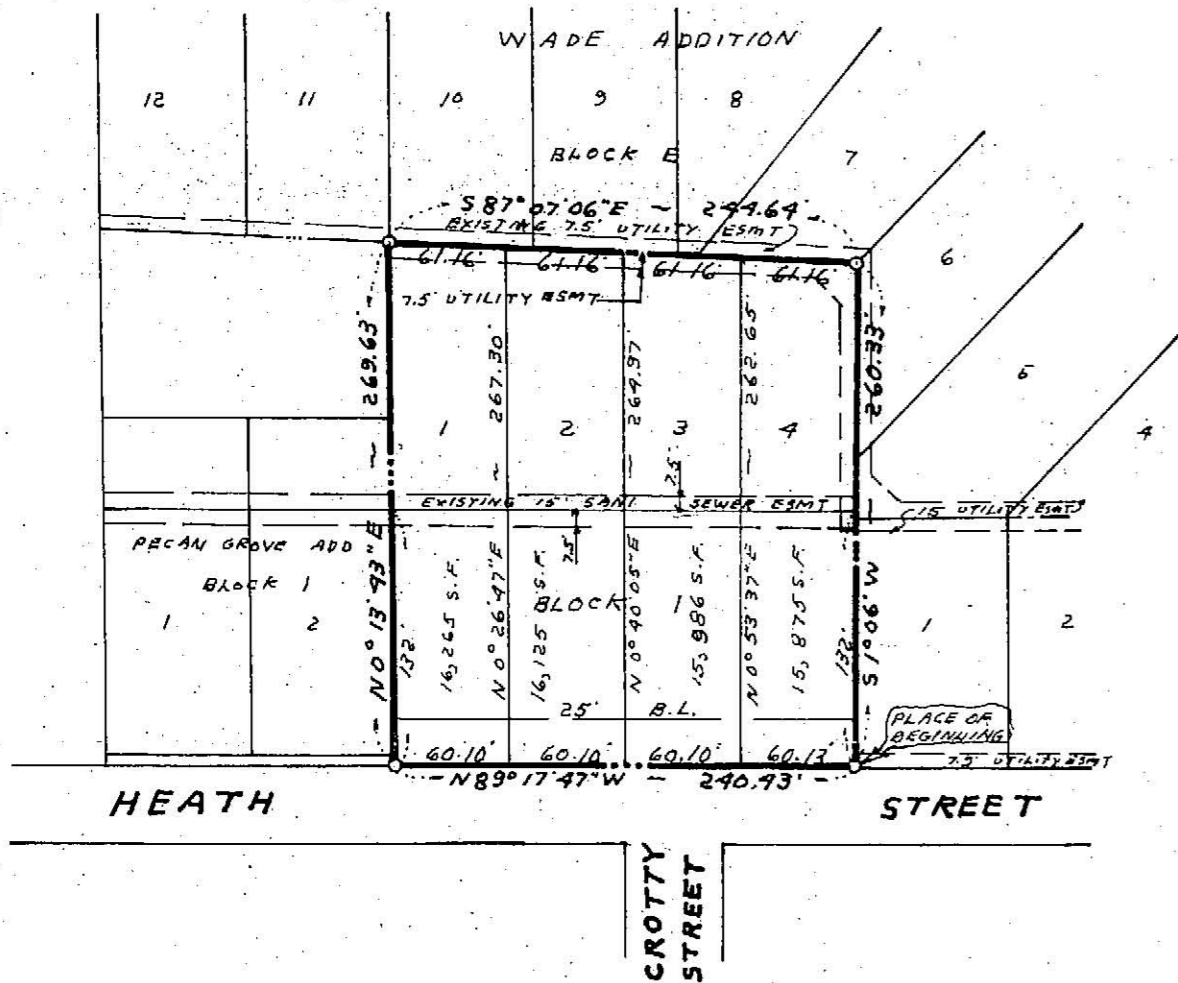 WADE ADDITION
12 11 10 9 8
BLOCK E
7
S 87° 07' 06" E ~ 244.64'
EXISTING 7.5' UTILITY ESMT
61.16' 61.16' 61.16' 61.16'
6
7.5' UTILITY ESMT
269.63'
267.30'
264.97'
262.65'
260.33'
5
4
1 2 3 4
7.5'
EXISTING 15' SANI. SEWER ESMT
15' UTILITY ESMT
7.5'
PECAN GROVE ADD
BLOCK 1
1 2
N 0° 13' 43" E
132'
16,265 S.F.
N 0° 26' 47" E
16,125 S.F.
BLOCK 1
N 0° 40' 05" E
15,986 S.F.
N 0° 53' 37" E
15,875 S.F.
132'
S 1° 06' W
1 2
25' B.L.
PLACE OF
BEGINNING
60.10' 60.10' 60.10' 60.13'
7.5' UTILITY ESMT
N 89° 17' 47" W ~ 240.43'
HEATH STREET
CROTTY
STREET